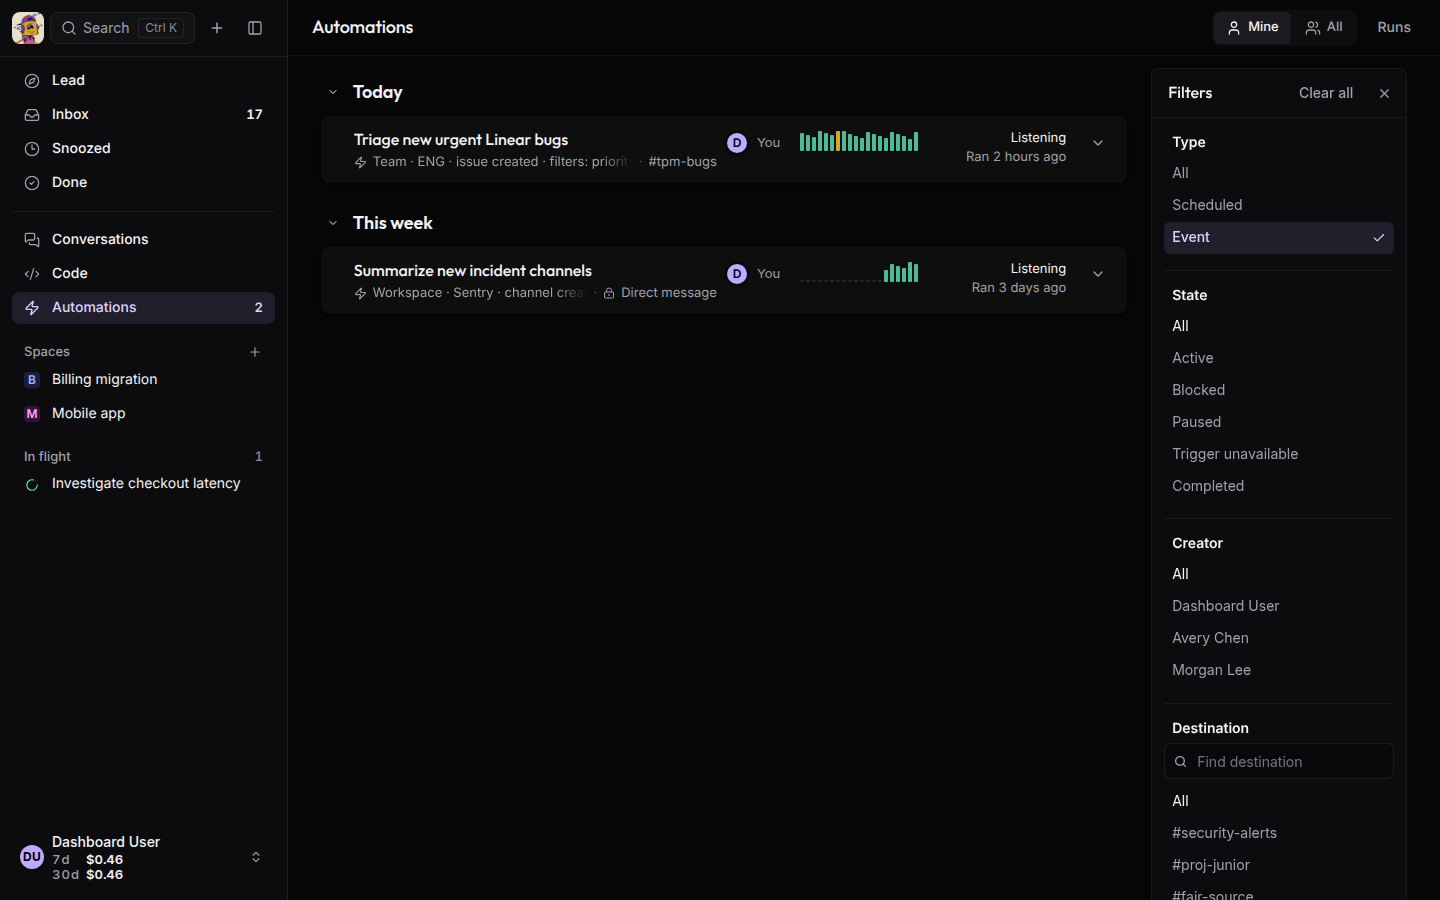 Search Ctrl K
Automations
Mine
All
Runs
Lead
Inbox 17
Snoozed
Done
Conversations
Code
Automations 2
Spaces
B Billing migration
M Mobile app
In flight 1
Investigate checkout latency
DU Dashboard User
7d $0.46
30d $0.46
Today
Triage new urgent Linear bugs
Team · ENG · issue created · filters: priorit · #tpm-bugs
D You
Listening
Ran 2 hours ago
This week
Summarize new incident channels
Workspace · Sentry · channel crea · Direct message
D You
Listening
Ran 3 days ago
Filters Clear all
Type
All
Scheduled
Event
State
All
Active
Blocked
Paused
Trigger unavailable
Completed
Creator
All
Dashboard User
Avery Chen
Morgan Lee
Destination
Find destination
All
#security-alerts
#proj-junior
#fair-source